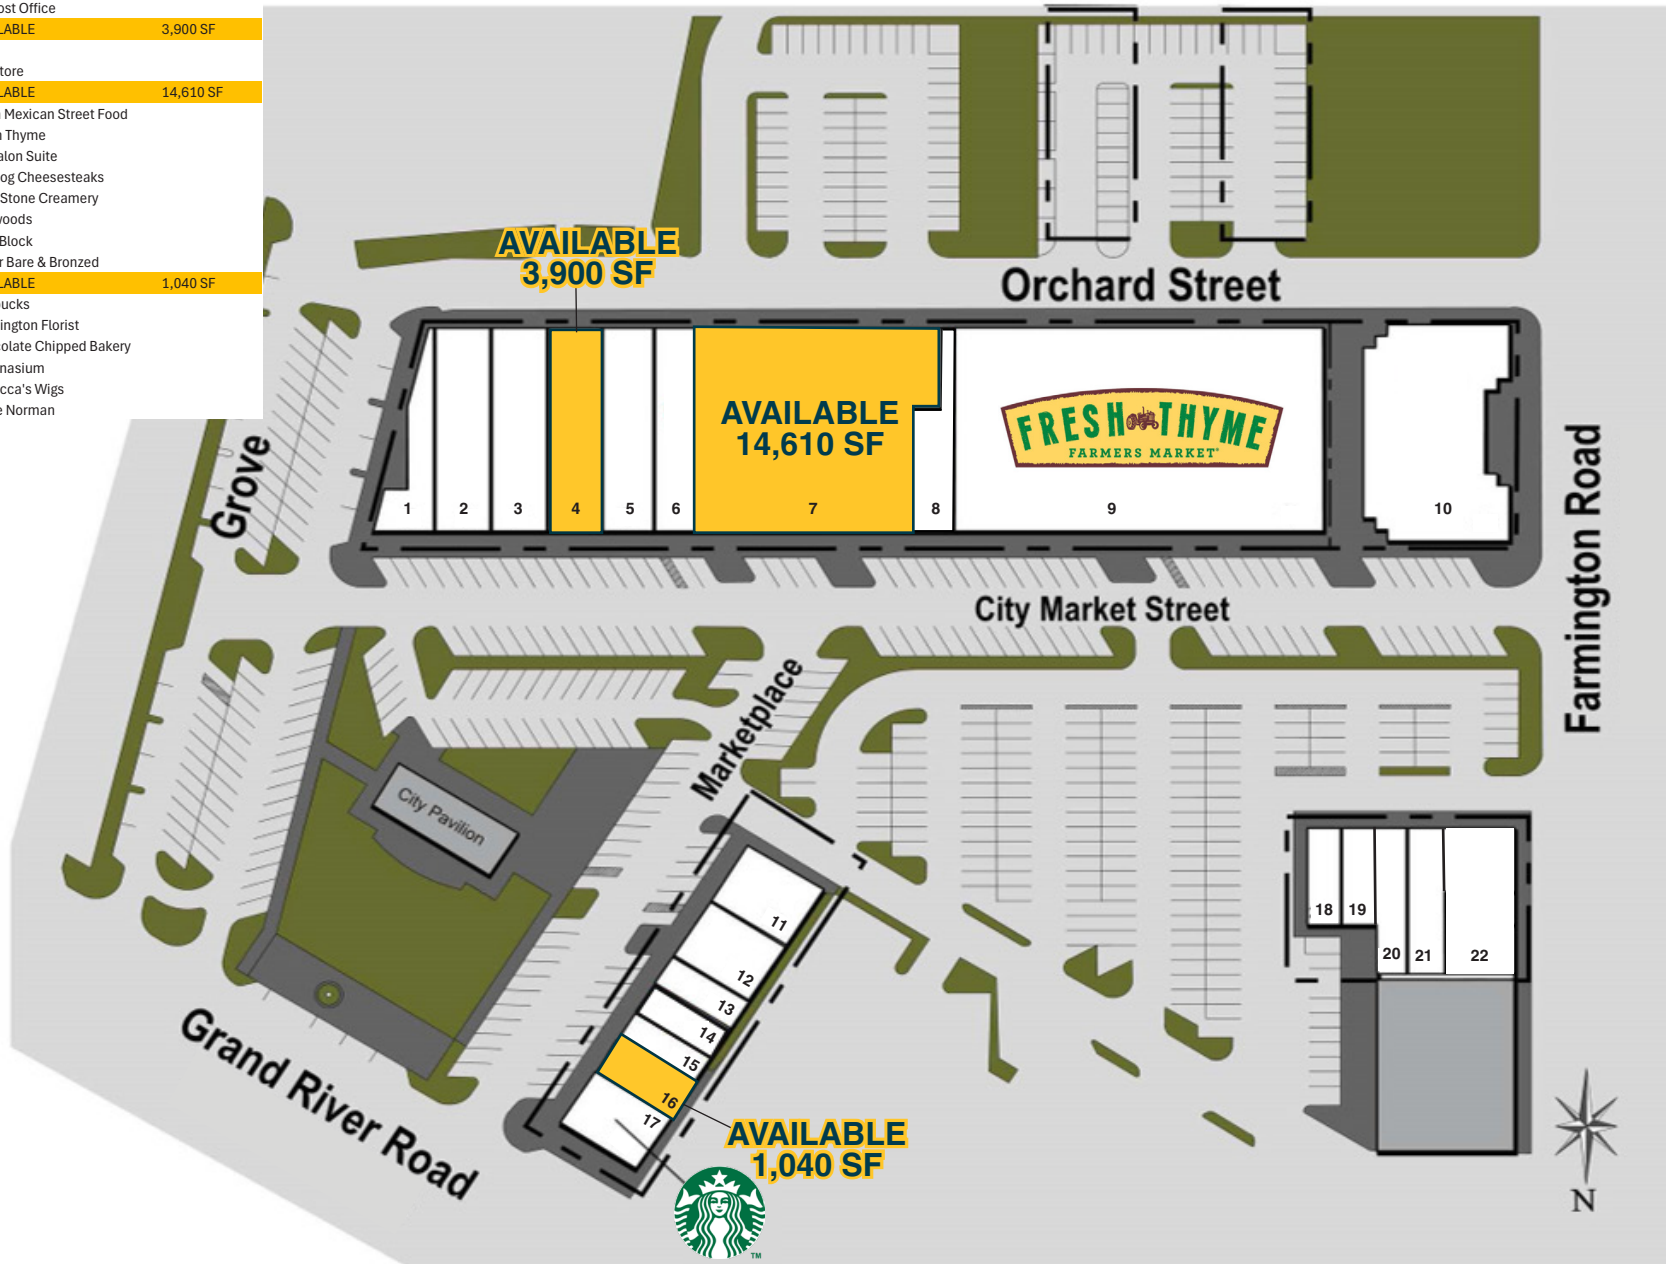 ost Office
LABLE 3,900 SF
tore
LABLE 14,610 SF
Mexican Street Food
n Thyme
alon Suite
og Cheesesteaks
Stone Creamery
voods
Block
r Bare & Bronzed
LABLE 1,040 SF
ucks
ington Florist
olate Chipped Bakery
nasium
cca's Wigs
e Norman
AVAILABLE
3,900 SF
Orchard Street
AVAILABLE
14,610 SF
FRESH THYME
FARMERS MARKET
1 2 3 4 5 6 7 8 9 10
Grove
City Market Street
Farmington Road
Marketplace
City Pavilion
11
12
13
14
15
16
17
18 19
20 21 22
Grand River Road
AVAILABLE
1,040 SF
TM
N